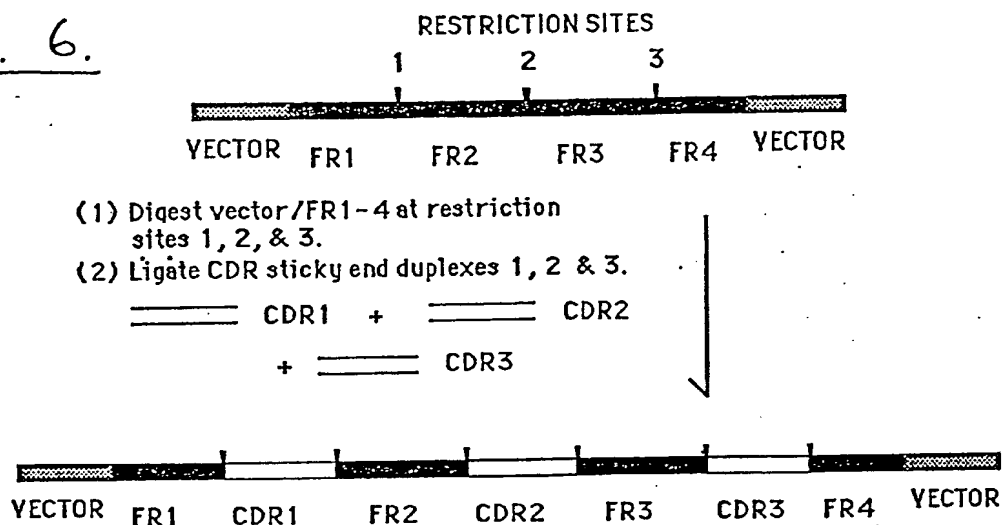 . 6.
RESTRICTION SITES
1 2 3
VECTOR FR1 FR2 FR3 FR4 VECTOR
(1) Digest vector/FR1-4 at restriction
sites 1, 2, & 3.
(2) Ligate CDR sticky end duplexes 1, 2 & 3.
CDR1 + CDR2
+ CDR3
VECTOR FR1 CDR1 FR2 CDR2 FR3 CDR3 FR4 VECTOR